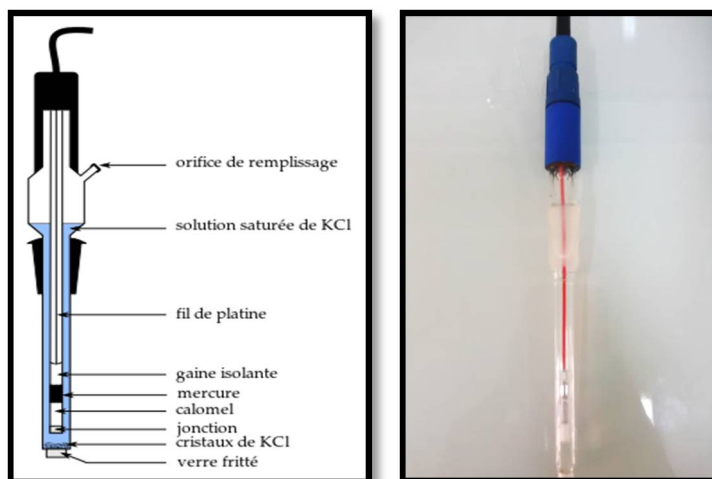 orifice de remplissage
solution saturée de KCl
fil de platine
gaine isolante
mercure
calomel
jonction
cristaux de KCl
verre fritté